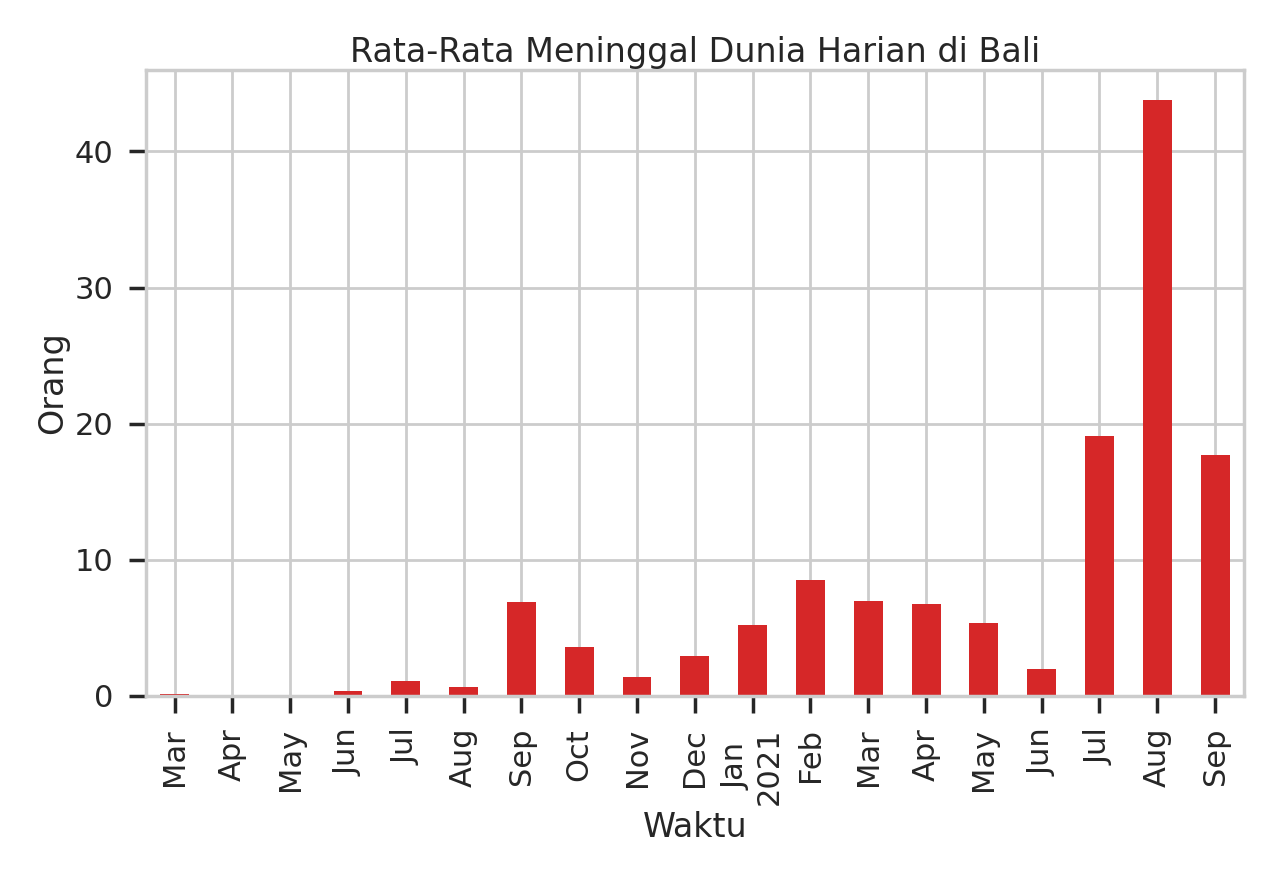 Rata-Rata Meninggal Dunia Harian di Bali
Orang
40
30
20
10
0
Mar
Apr
May
Jun
Jul
Aug
Sep
Oct
Nov
Dec
Jan
2021
Feb
Mar
Apr
May
Jun
Jul
Aug
Sep
Waktu